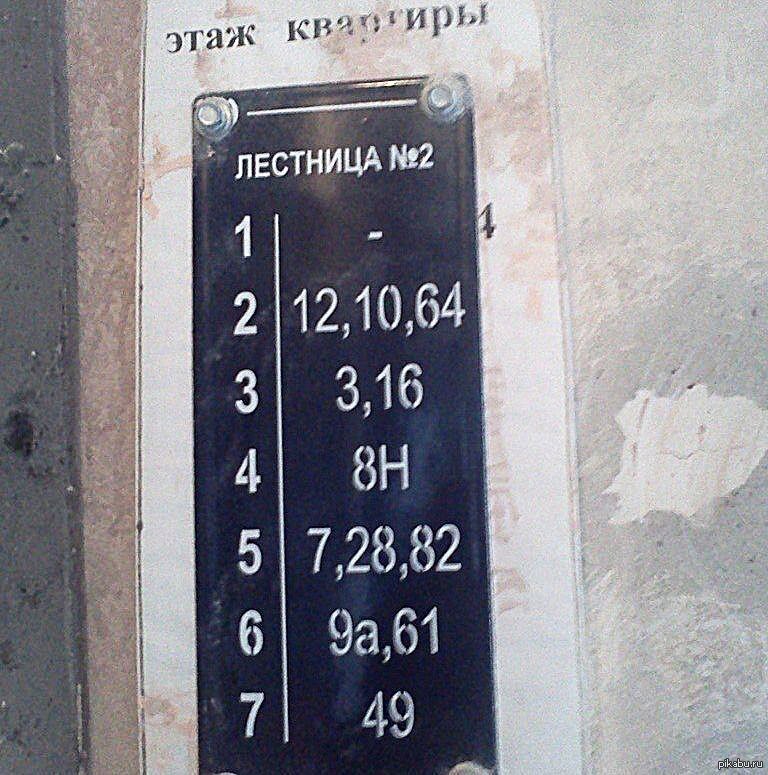 этаж квартиры
ЛЕСТНИЦА №2
1 - 4
2 12,10,64
3 3,16
4 8Н
5 7,28,82
6 9а,61
7 49
pikabu.ru